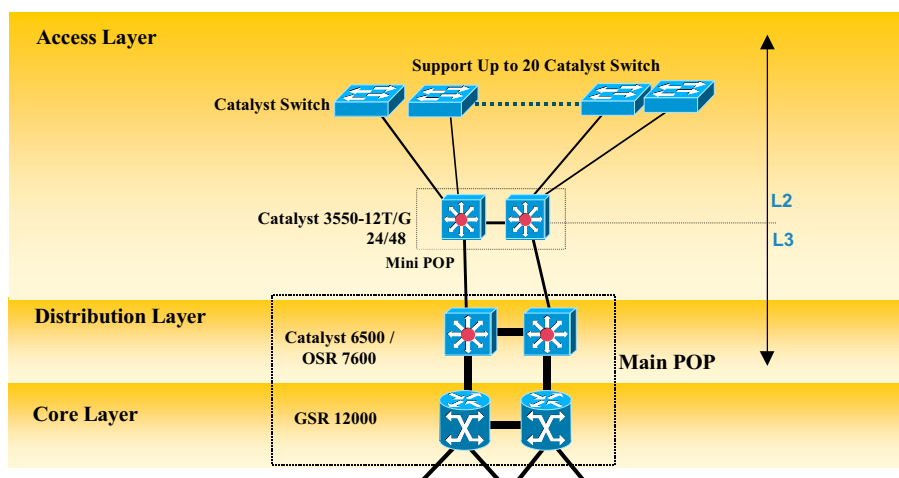 Access Layer
Support Up to 20 Catalyst Switch
Catalyst Switch
L2
Catalyst 3550-12T/G
24/48
L3
Mini POP
Distribution Layer
Catalyst 6500 /
OSR 7600
Main POP
Core Layer
GSR 12000